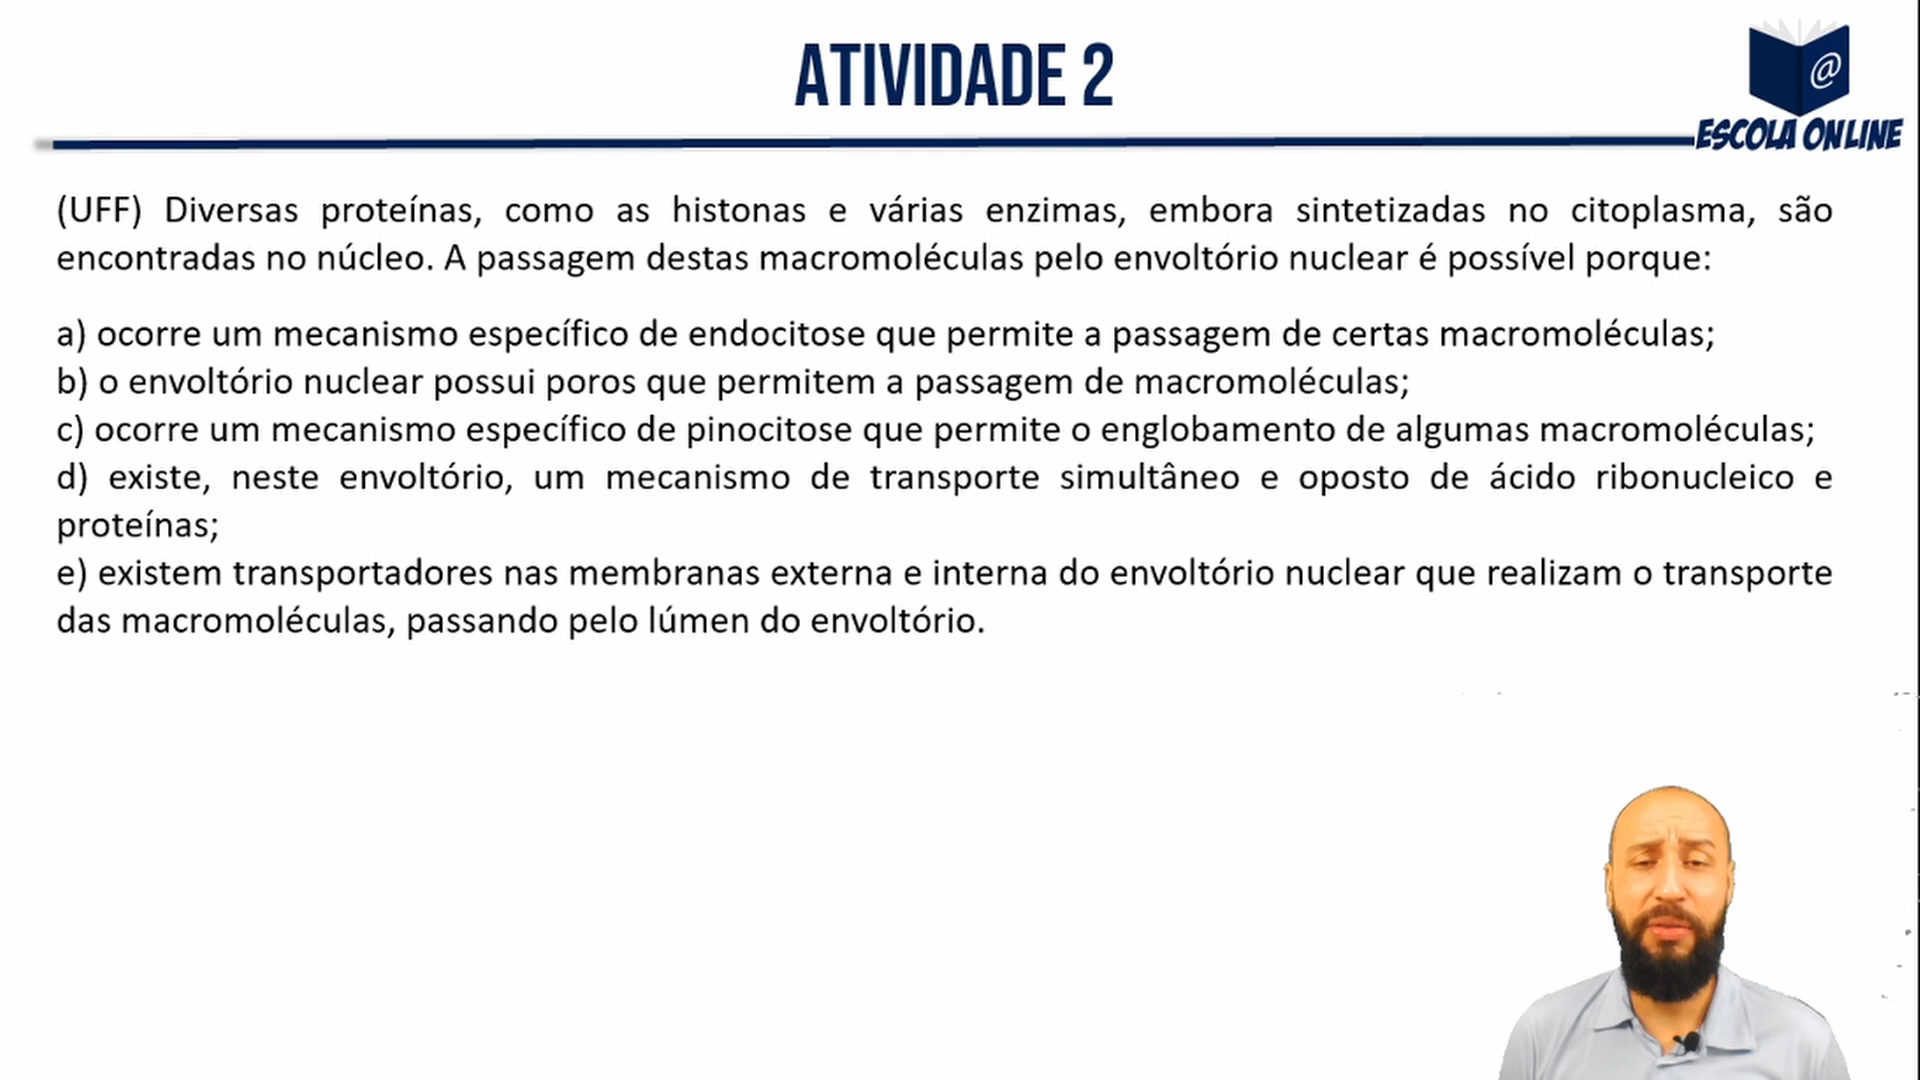 ATIVIDADE 2
@
ESCOLA ONLINE
(UFF) Diversas proteínas, como as histonas e várias enzimas, embora sintetizadas no citoplasma, são
encontradas no núcleo. A passagem destas macromoléculas pelo envoltório nuclear é possível porque:
a) ocorre um mecanismo específico de endocitose que permite a passagem de certas macromoléculas;
b) o envoltório nuclear possui poros que permitem a passagem de macromoléculas;
c) ocorre um mecanismo específico de pinocitose que permite o englobamento de algumas macromoléculas;
d) existe, neste envoltório, um mecanismo de transporte simultâneo e oposto de ácido ribonucleico e
proteínas;
e) existem transportadores nas membranas externa e interna do envoltório nuclear que realizam o transporte
das macromoléculas, passando pelo lúmen do envoltório.